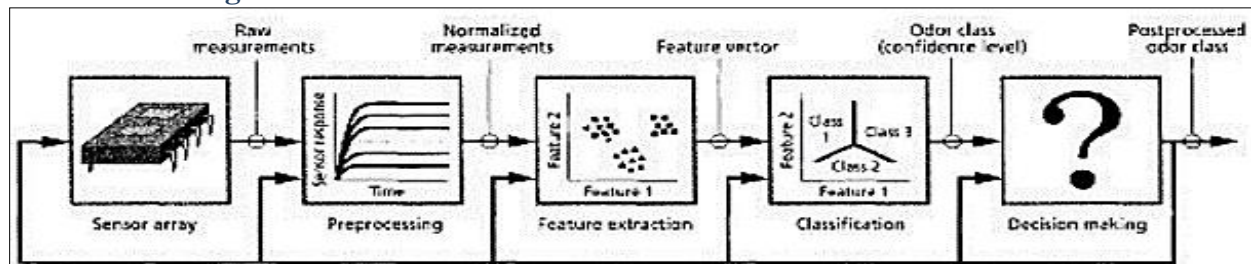 Raw
measurements
Normalized
measurements
Feature vector
Odor class
(confidence level)
Postprocessed
odor class
Sensor response
Time
Feature 2
Feature 1
Feature 2
Class
1
Class 3
Class 2
Feature 1
?
Sensor array
Preprocessing
Feature extraction
Classification
Decision making